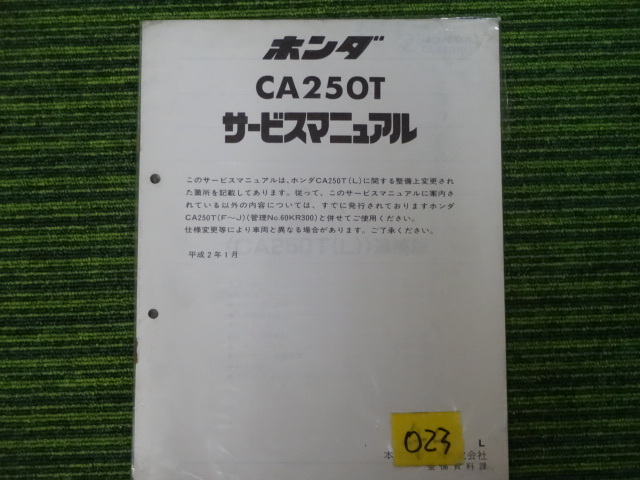 ホンダ
CA250T
サービスマニュアル
このサービスマニュアルは、ホンダCA250T(L)に関する整備上変更され
た箇所を記載してあります。従って、このサービスマニュアルに案内さ
れている以外の内容については、すでに発行されておりますホンダ
CA250T(F〜J)(管理No.60KR300)と併せてご使用ください。
仕様変更等により車両と異なる場合があります。ご了承ください。
平成2年1月
023
L
本 会社
資料課